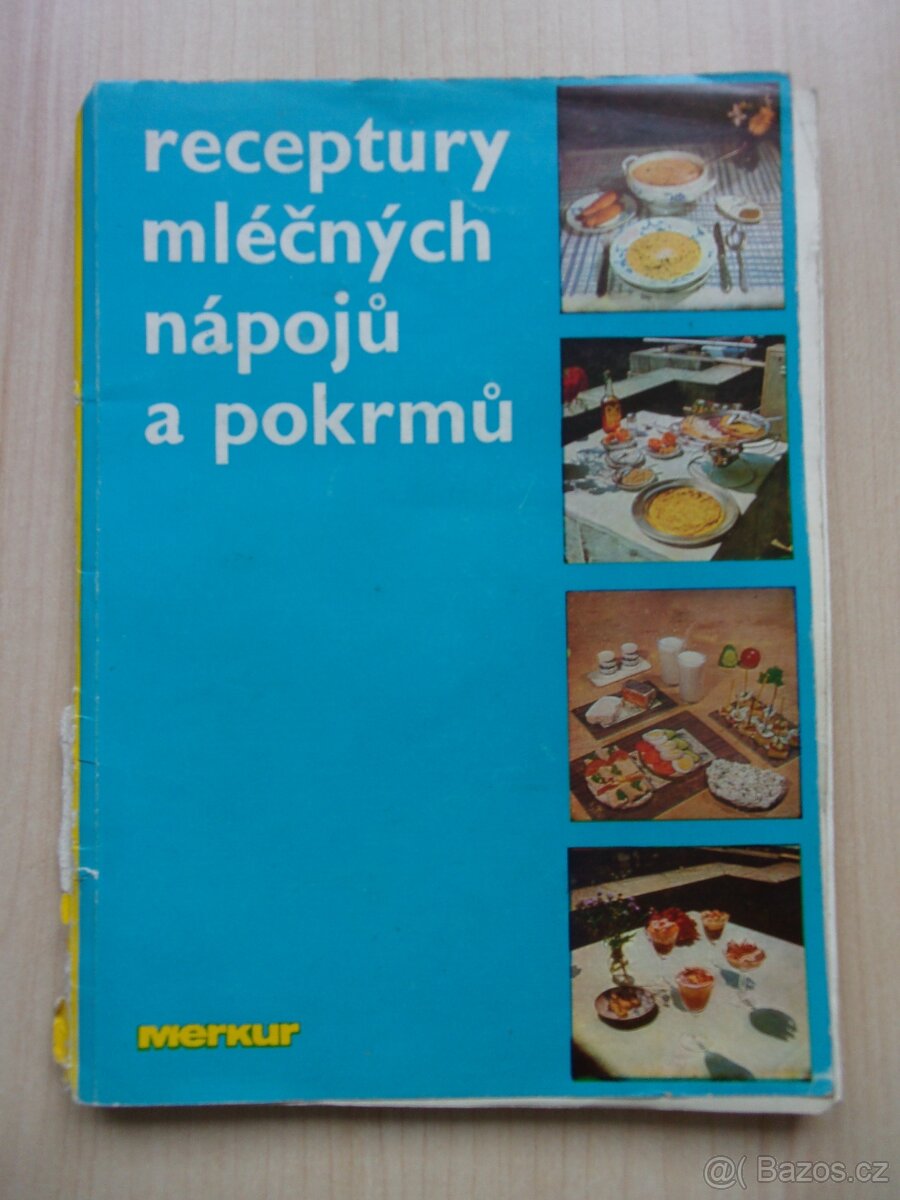 receptury
mléčných
nápojů
a pokrmů
merkur
@( Bazos.cz